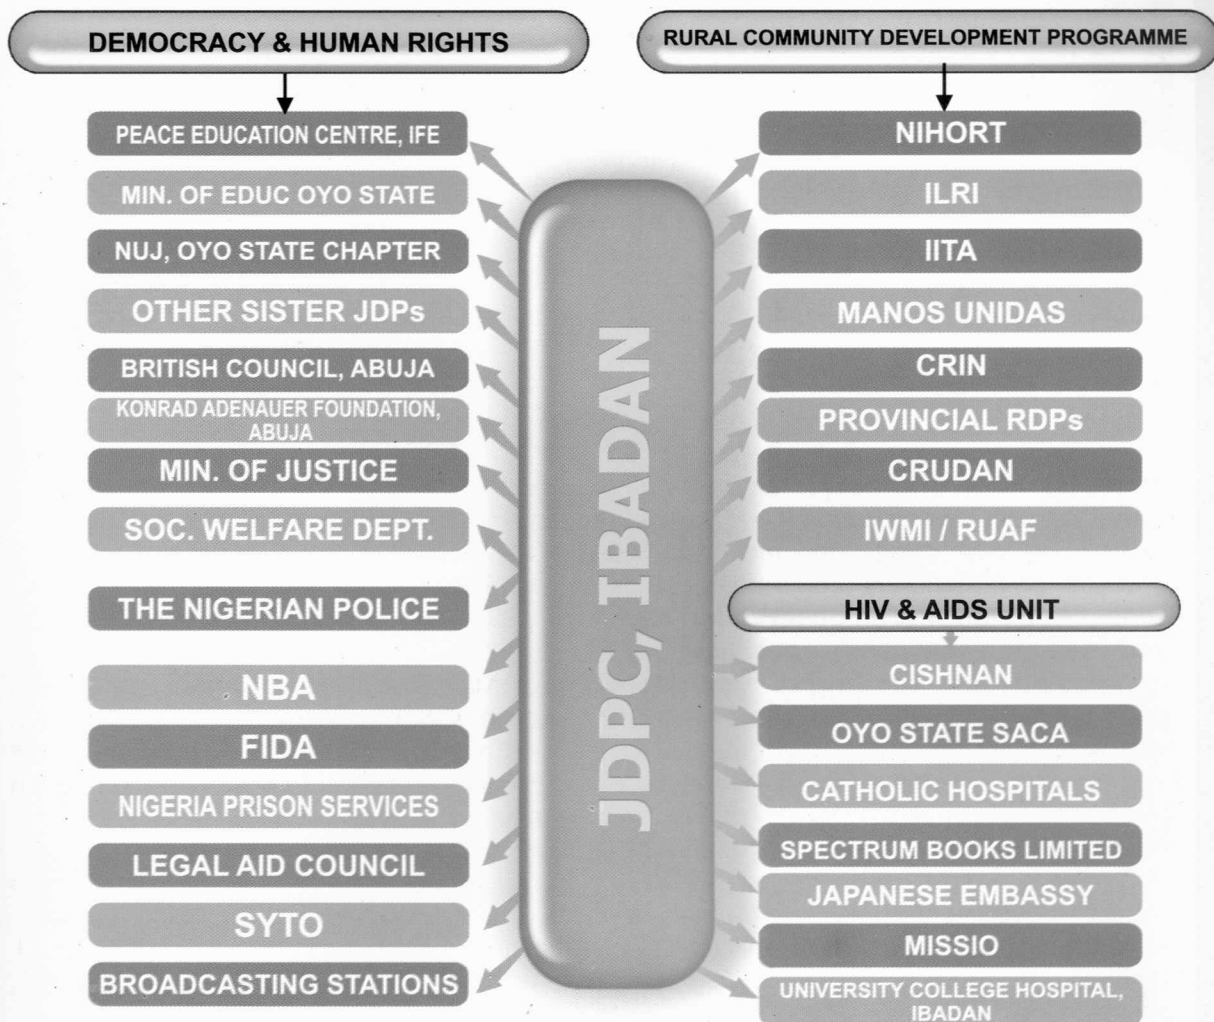 DEMOCRACY & HUMAN RIGHTS
PEACE EDUCATION CENTRE, IFE
MIN. OF EDUC OYO STATE
NUJ, OYO STATE CHAPTER
OTHER SISTER JDPs
BRITISH COUNCIL, ABUJA
KONRAD ADENAUER FOUNDATION,
ABUJA
MIN. OF JUSTICE
SOC. WELFARE DEPT.
THE NIGERIAN POLICE
NBA
FIDA
NIGERIA PRISON SERVICES
LEGAL AID COUNCIL
SYTO
BROADCASTING STATIONS
JDPC, IBADAN
RURAL COMMUNITY DEVELOPMENT PROGRAMME
NIHORT
ILRI
IITA
MANOS UNIDAS
CRIN
PROVINCIAL RDPs
CRUDAN
IWMI / RUAF
HIV & AIDS UNIT
CISHNAN
OYO STATE SACA
CATHOLIC HOSPITALS
SPECTRUM BOOKS LIMITED
JAPANESE EMBASSY
MISSIO
UNIVERSITY COLLEGE HOSPITAL,
IBADAN